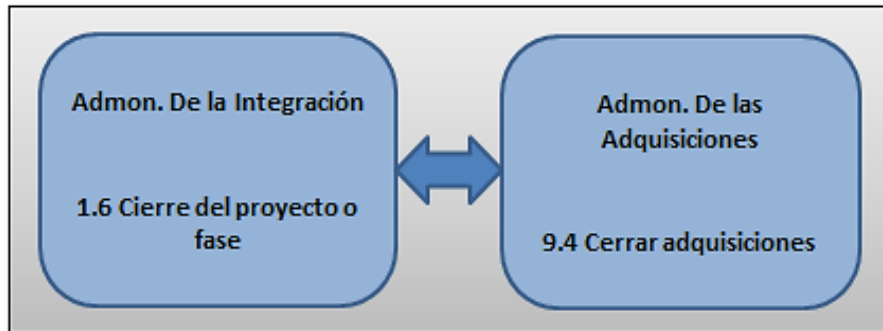 Admon. De la Integración
1.6 Cierre del proyecto o
fase
Admon. De las
Adquisiciones
9.4 Cerrar adquisiciones